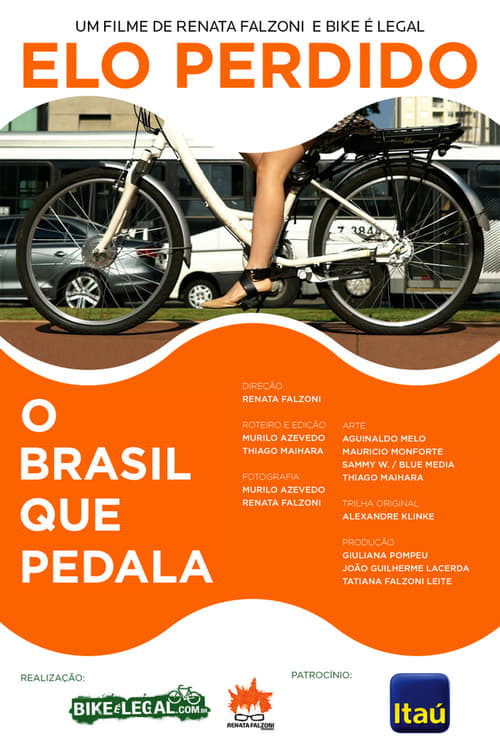 UM FILME DE RENATA FALZONI E BIKE É LEGAL
ELO PERDIDO
O
BRASIL
QUE
PEDALA
DIREÇÃO
RENATA FALZONI
ROTEIRO E EDIÇÃO
MURILO AZEVEDO
THIAGO MAIHARA
FOTOGRAFIA
MURILO AZEVEDO
RENATA FALZONI
ARTE
AGUINALDO MELO
MAURICIO MONFORTE
SAMMY W. / BLUE MEDIA
THIAGO MAIHARA
TRILHA ORIGINAL
ALEXANDRE KLINKE
PRODUÇÃO
GIULIANA POMPEU
JOÃO GUILHERME LACERDA
TATIANA FALZONI LEITE
REALIZAÇÃO:
BIKEÉLEGAL.COM.BR
RENATA FALZONI
PATROCÍNIO:
Itaú